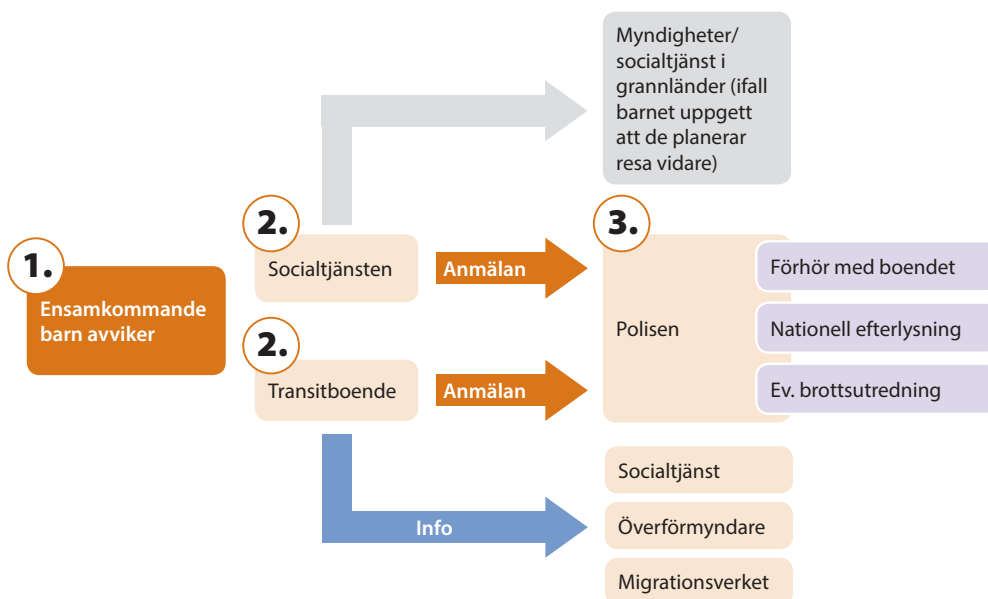 Myndigheter/
socialtjänst i
grannländer (ifall
barnet uppgett
att de planerar
resa vidare)
1.
Ensamkommande
barn avviker
2.
Socialtjänsten
Anmälan
2.
Transitboende
Anmälan
3.
Polisen
Förhör med boendet
Nationell efterlysning
Ev. brottsutredning
Info
Socialtjänst
Överförmyndare
Migrationsverket